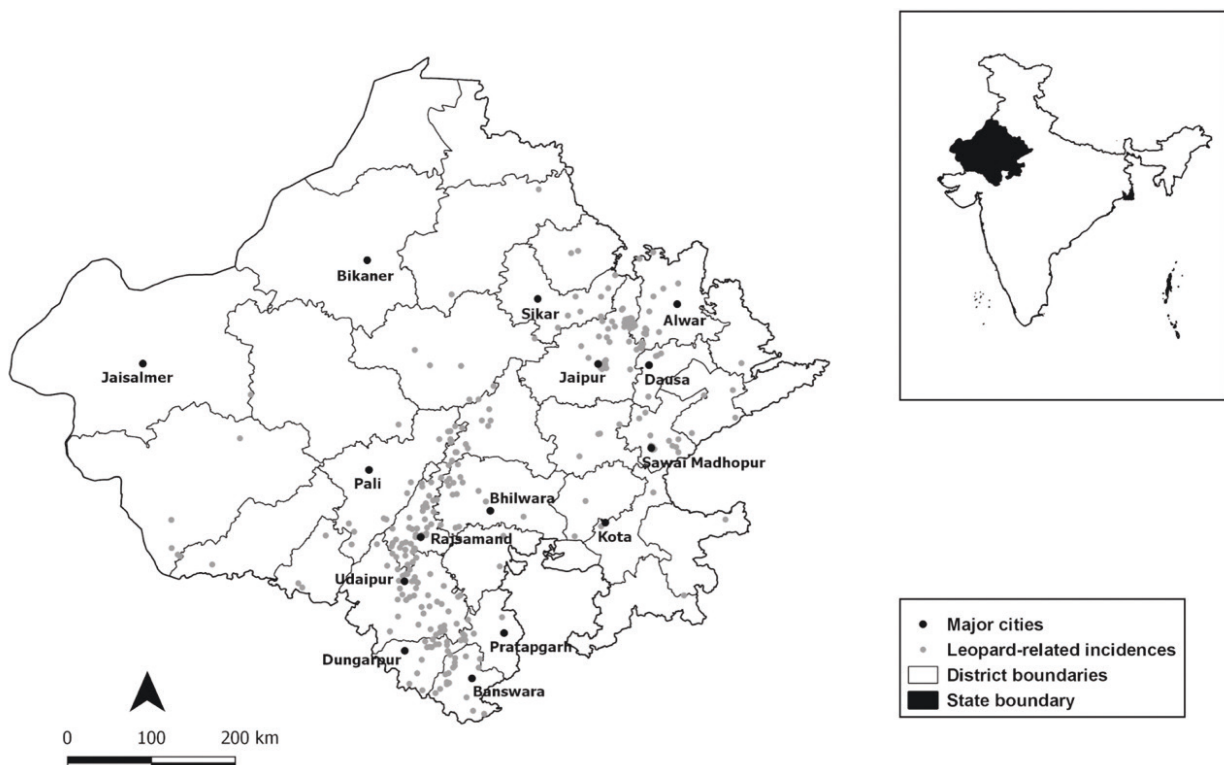 Bikaner
Sikar
Alwar
Jaisalmer
Jaipur
Dausa
Sawai Madhopur
Pali
Bhilwara
Kota
Rajsamand
Udaipur
Pratapgarh
Dungarpur
Banswara
0 100 200 km
Major cities
Leopard-related incidences
District boundaries
State boundary